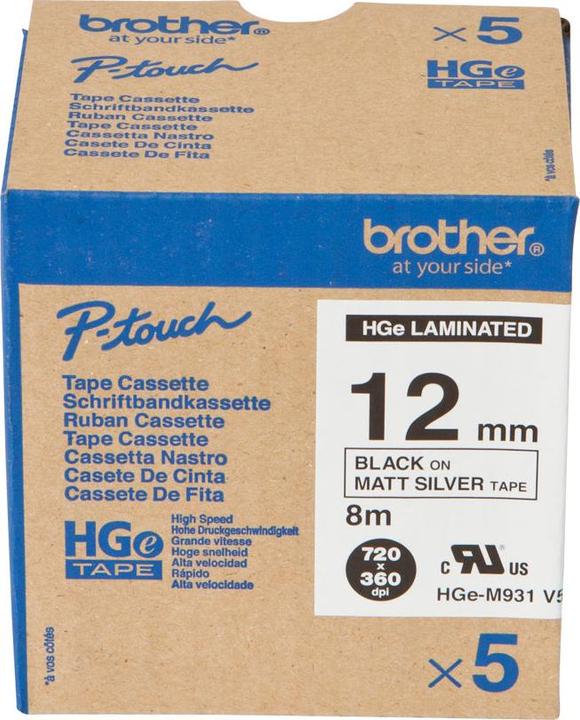 brother®
at your side*
P-touch
Tape Cassette
Schriftbandkassette
Ruban Cassette
Tape Cassette
Cassetta Nastro
Casete De Cinta
Cassete De Fita
×5
HGe
TAPE
*à vos côtés
brother®
at your side*
P-touch
Tape Cassette
Schriftbandkassette
Ruban Cassette
Tape Cassette
Cassetta Nastro
Casete De Cinta
Cassete De Fita
HGe
TAPE
High Speed
Hohe Druckgeschwindigkeit
Grande vitesse
Hoge snelheid
Alta velocidad
Rápido
Alta velocidade
*à vos côtés
HGe LAMINATED
12 mm
BLACK ON
MATT SILVER TAPE
8m
720
x
360
dpi
c RU US
HGe-M931 V5
×5